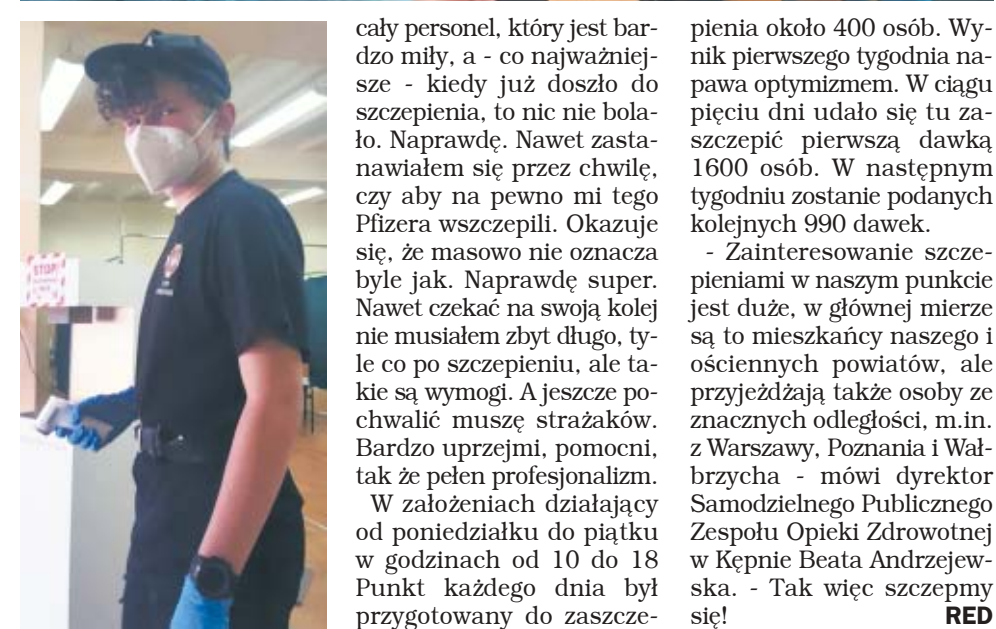 STOP!
cały personel, który jest bar-
dzo miły, a - co najważniej-
sze - kiedy już doszło do
szczepienia, to nic nie bola-
ło. Naprawdę. Nawet zasta-
nawiałem się przez chwilę,
czy aby na pewno mi tego
Pfizera wszczepili. Okazuje
się, że masowo nie oznacza
byle jak. Naprawdę super.
Nawet czekać na swoją kolej
nie musiałem zbyt długo, ty-
le co po szczepieniu, ale ta-
kie są wymogi. A jeszcze po-
chwalić muszę strażaków.
Bardzo uprzejmi, pomocni,
tak że pełen profesjonalizm.
W założeniach działający
od poniedziałku do piątku
w godzinach od 10 do 18
Punkt każdego dnia był
przygotowany do zaszcze-
pienia około 400 osób. Wy-
nik pierwszego tygodnia na-
pawa optymizmem. W ciągu
pięciu dni udało się tu za-
szczepić pierwszą dawką
1600 osób. W następnym
tygodniu zostanie podanych
kolejnych 990 dawek.
- Zainteresowanie szcze-
pieniami w naszym punkcie
jest duże, w głównej mierze
są to mieszkańcy naszego i
ościennych powiatów, ale
przyjeżdżają także osoby ze
znacznych odległości, m.in.
z Warszawy, Poznania i Wał-
brzycha - mówi dyrektor
Samodzielnego Publicznego
Zespołu Opieki Zdrowotnej
w Kępnie Beata Andrzejew-
ska. - Tak więc szczepmy
się! RED